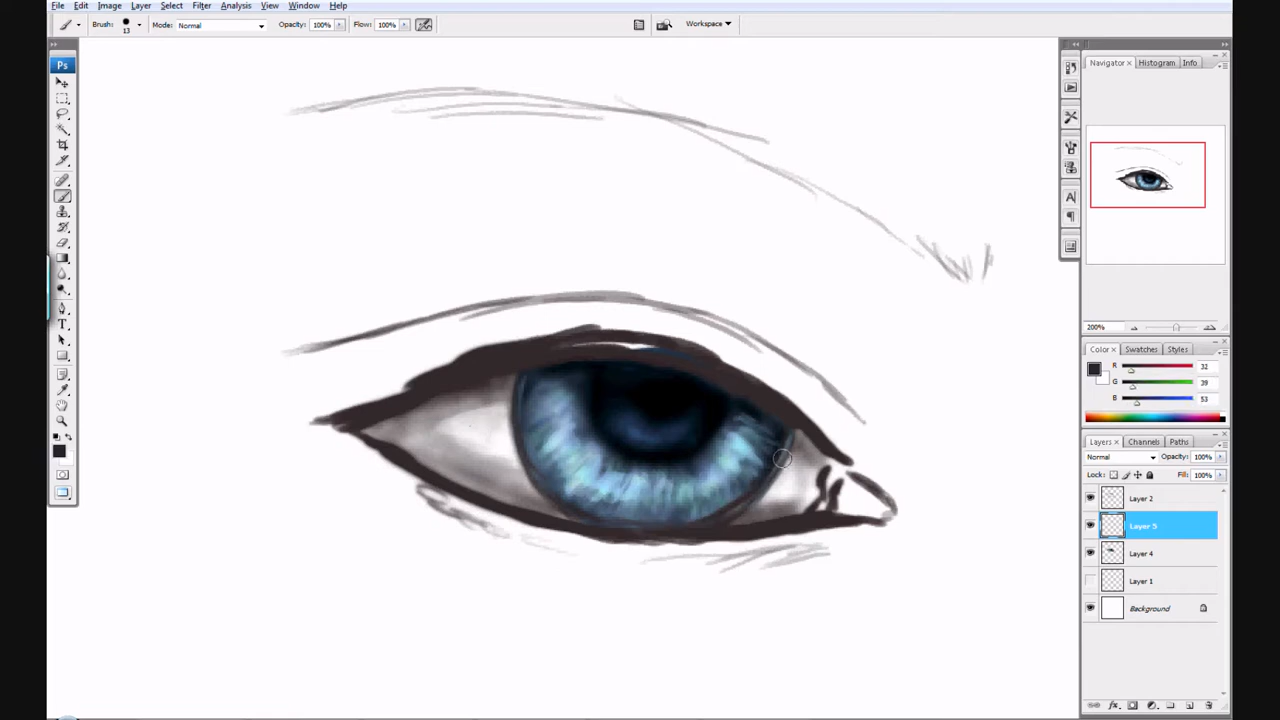 File Edit Image Layer Select Filter Analysis View Window Help
Brush: 13 Mode: Normal Opacity: 100% Flow: 100% Workspace
Ps
T
Navigator Histogram Info
A
200%
Color Swatches Styles
R 32
G 39
B 53
Layers Channels Paths
Normal Opacity: 100%
Lock: Fill: 100%
Layer 2
Layer 5
Layer 4
Layer 1
Background
fx